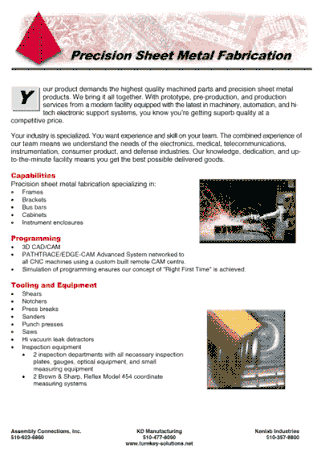 Precision Sheet Metal Fabrication
Your product demands the highest quality machined parts and precision sheet metal
products. We bring it all together. With prototype, pre-production, and production
services from a modern facility equipped with the latest in machinery, automation, and hi-
tech electronic support systems, you know you're getting superb quality at a
competitive price.
Your industry is specialized. You want experience and skill on your team. The combined experience of
our team means we understand the needs of the electronics, medical, telecommunications,
instrumentation, consumer product, and defense industries. Our knowledge, dedication, and up-
to-the-minute facility means you get the best possible delivered goods.
Capabilities
Precision sheet metal fabrication specializing in:
• Frames
• Brackets
• Bus bars
• Cabinets
• Instrument enclosures
Programming
• 3D CAD/CAM
• PATHTRACE/EDGE-CAM Advanced System networked to
all CNC machines using a custom built remote CAM centre.
• Simulation of programming ensures our concept of "Right First Time" is achieved
Tooling and Equipment
• Shears
• Notchers
• Press breaks
• Sanders
• Punch presses
• Saws
• Hi vacuum leak detractors
• Inspection equipment
• 2 inspection departments with all necessary inspection
plates, gauges, optical equipment, and small
measuring equipment
• 2 Brown & Sharp, Reflex Model 454 coordinate
measuring systems
Assembly Connections, Inc. KD Manufacturing Kenlab Industries
510-477-8050
www.turnkey-solutions.net